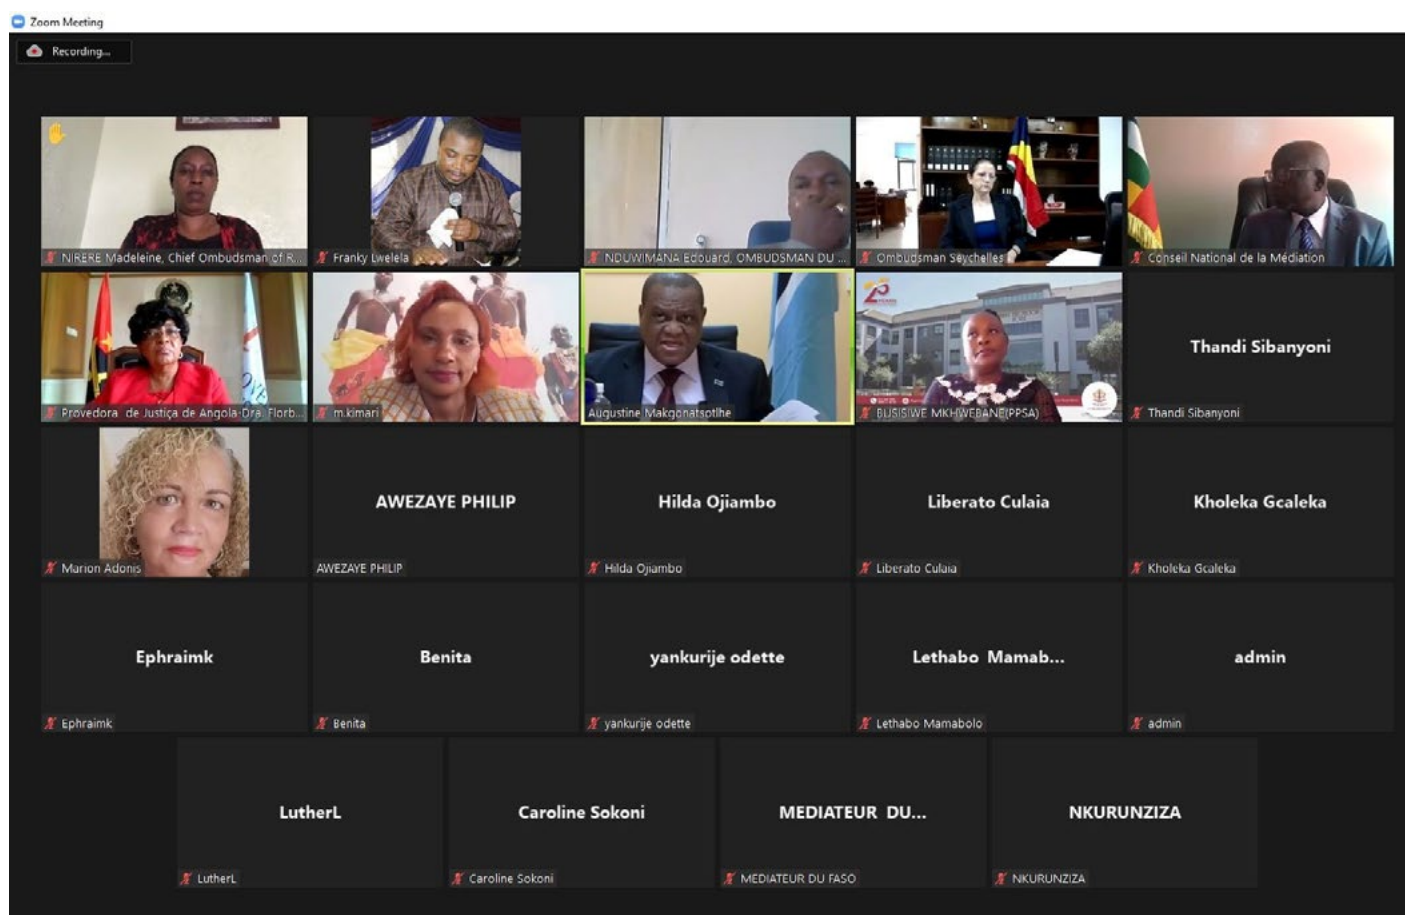 Zoom Meeting
Recording...
NIRERE Madeleine, Chief Ombudsman of R...
Franky Lwelela
NDUWIMANA Edouard, OMBUDSMAN DU ...
Ombudsman Seychelles
Conseil National de la Médiation
Provedora de Justiça de Angola-Dra. Florb...
m.kimari
Augustine Makgonatsotlhe
25
BUSISIWE MKHWEBANE(PPSA)
Thandi Sibanyoni
Thandi Sibanyoni
Marion Adonis
AWEZAYE PHILIP
AWEZAYE PHILIP
Hilda Ojiambo
Hilda Ojiambo
Liberato Culaia
Liberato Culaia
Kholeka Gcaleka
Kholeka Gcaleka
Ephraimk
Ephraimk
Benita
Benita
yankurije odette
yankurije odette
Lethabo Mamab...
Lethabo Mamabolo
admin
admin
LutherL
LutherL
Caroline Sokoni
Caroline Sokoni
MEDIATEUR DU...
MEDIATEUR DU FASO
NKURUNZIZA
NKURUNZIZA